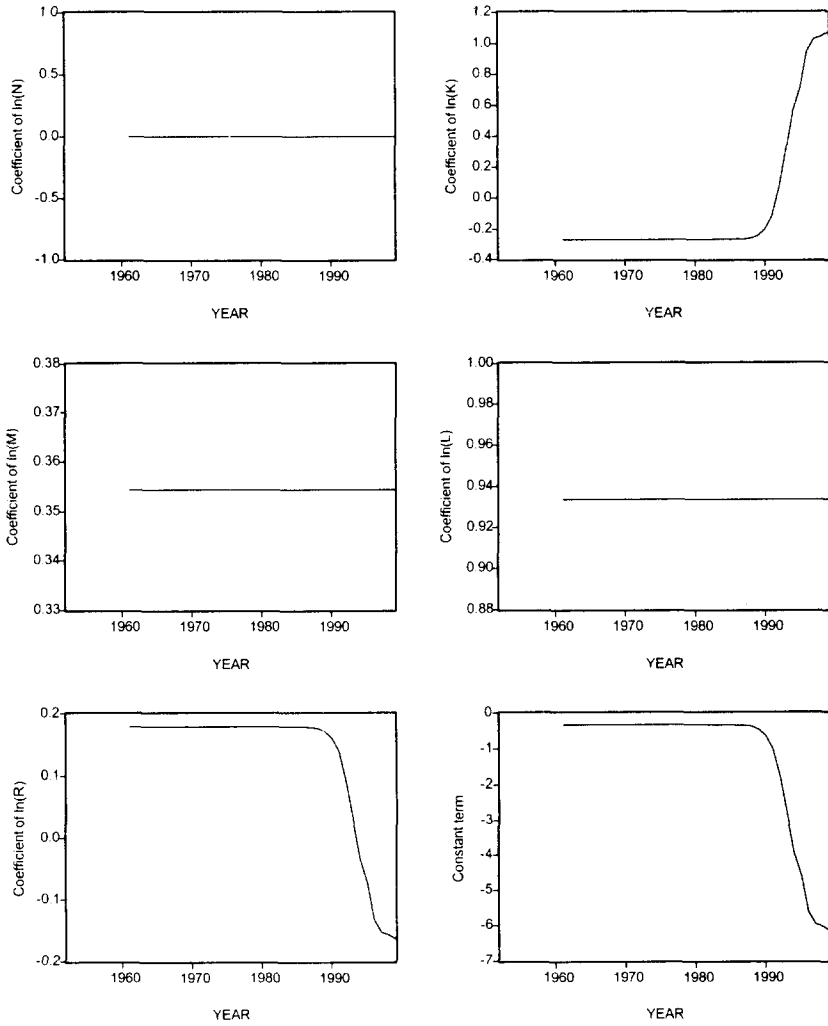 Coefficient of ln(N)
1 0
0.5
0.0
-0.5
-1.0
1960 1970 1980 1990
YEAR
Coefficient of ln(K)
1.2
1.0
0.8
0.6
0.4
0.2
0.0
-0.2
-0.4
1960 1970 1980 1990
YEAR
Coefficient of ln(M)
0.38
0.37
0.36
0.35
0.34
0.33
1960 1970 1980 1990
YEAR
Coefficient of ln(L)
1.00
0.98
0.96
0.94
0.92
0.90
0.88
1960 1970 1980 1990
YEAR
Coefficient of ln(R)
0.2
0.1
0.0
-0.1
-0.2
1960 1970 1980 1990
YEAR
Constant term
0
-1
-2
-3
-4
-5
-6
-7
1960 1970 1980 1990
YEAR